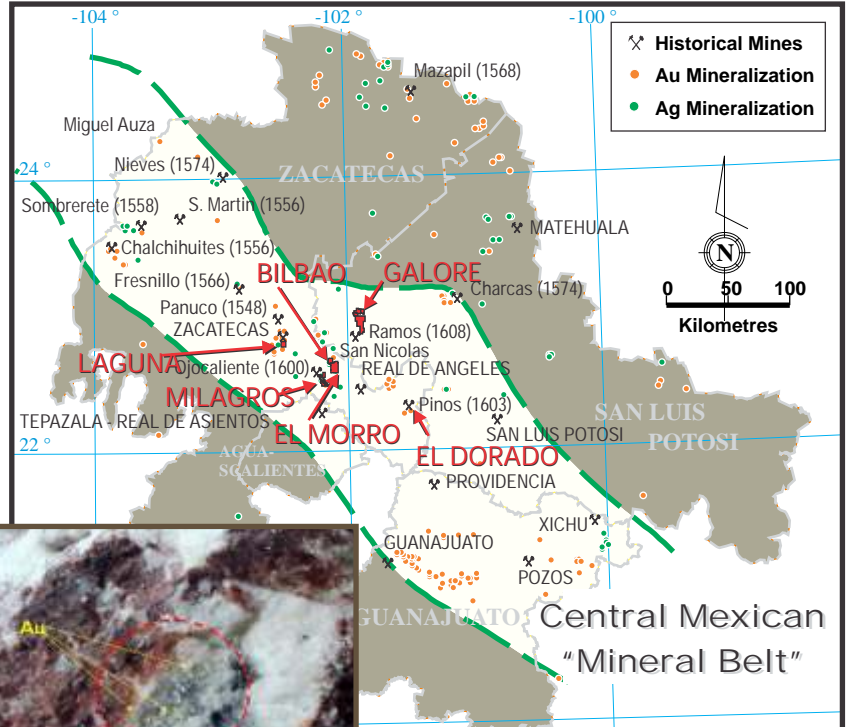 -104 °
-102 °
-100 °
Historical Mines
Au Mineralization
Ag Mineralization
Mazapil (1568)
Miguel Auza
24 °
Nieves (1574)
ZACATECAS
Sombrerete (1558)
S. Martin (1556)
MATEHUALA
Chalchihuites (1556)
N
BILBAO
GALORE
Fresnillo (1566)
Charcas (1574)
0 50 100
Kilometres
Panuco (1548)
ZACATECAS
Ramos (1608)
San Nicolas
LAGUNA
Ojocaliente (1600)
REAL DE ANGELES
MILAGROS
Pinos (1603)
TEPAZALA - REAL DE ASIENTOS
EL MORRO
SAN LUIS POTOSI
SAN LUIS
POTOSI
22 °
AGUA-
SCALIENTES
EL DORADO
PROVIDENCIA
XICHU
GUANAJUATO
POZOS
GUANAJUATO
Central Mexican
"Mineral Belt"
Au